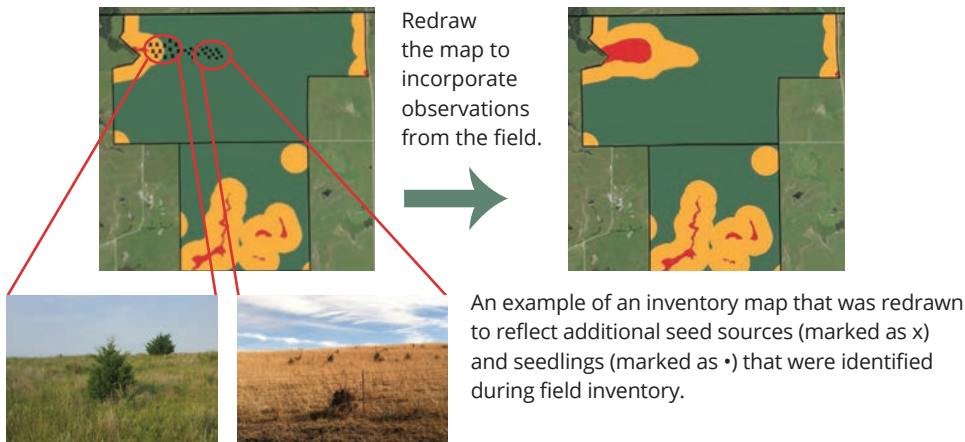 Redraw
the map to
incorporate
observations
from the field.
An example of an inventory map that was redrawn
to reflect additional seed sources (marked as x)
and seedlings (marked as •) that were identified
during field inventory.